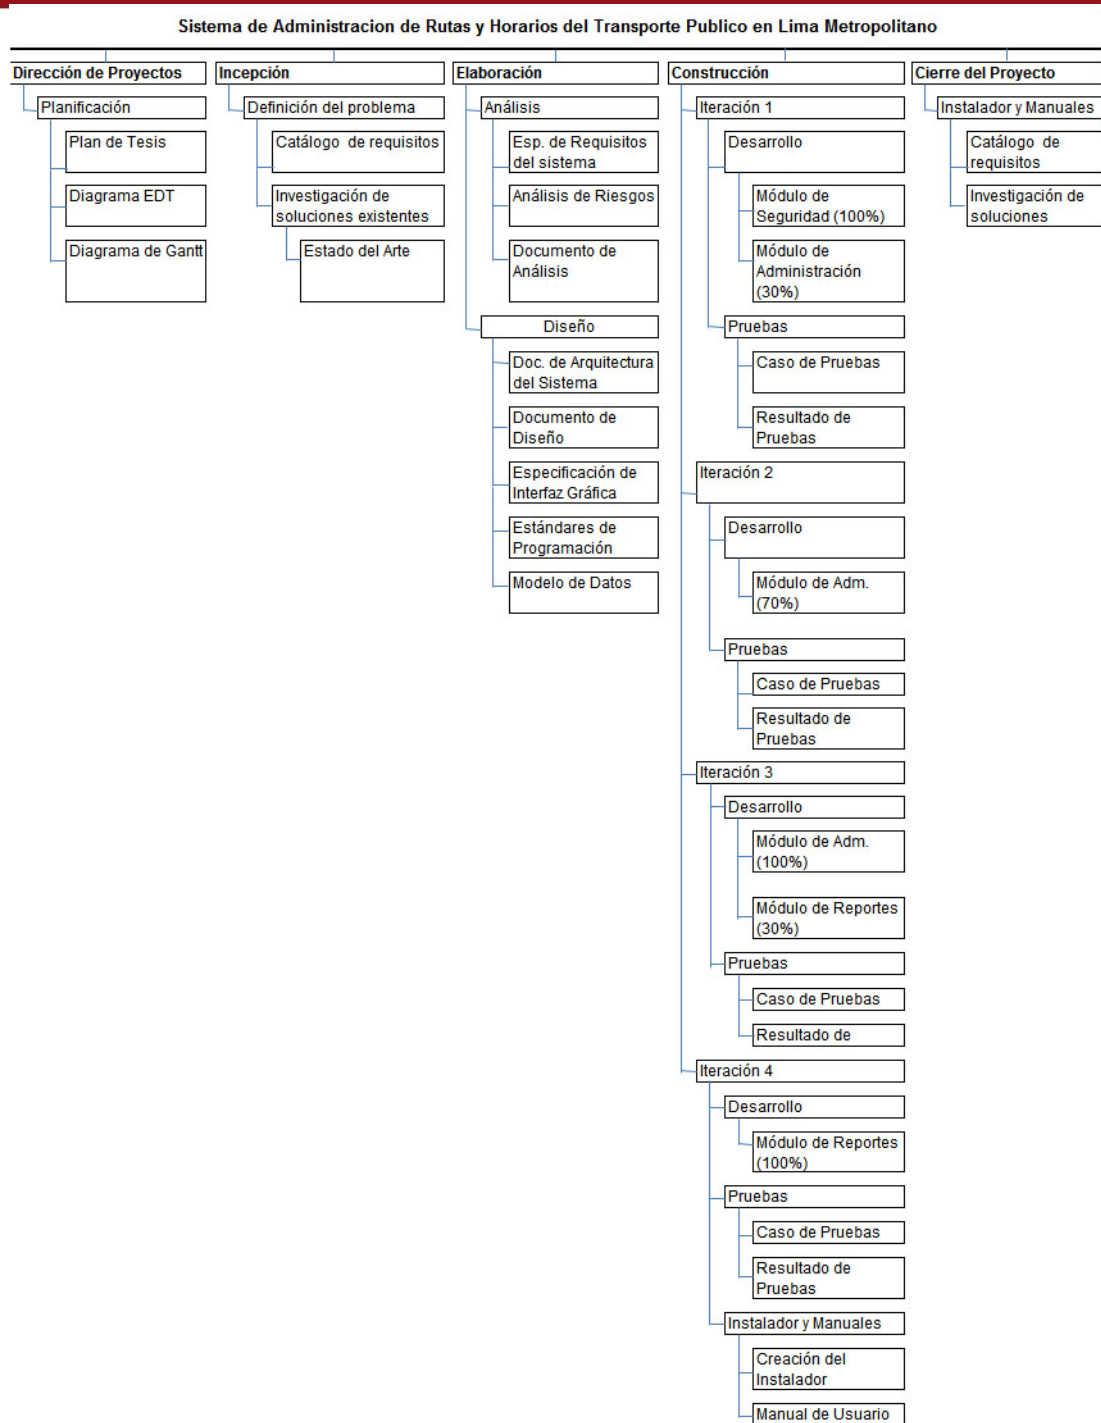 Sistema de Administracion de Rutas y Horarios del Transporte Publico en Lima Metropolitano
Dirección de Proyectos
Planificación
Plan de Tesis
Diagrama EDT
Diagrama de Gantt
Incepción
Definición del problema
Catálogo de requisitos
Investigación de
soluciones existentes
Estado del Arte
Elaboración
Análisis
Esp. de Requisitos
del sistema
Análisis de Riesgos
Documento de
Análisis
Diseño
Doc. de Arquitectura
del Sistema
Documento de
Diseño
Especificación de
Interfaz Gráfica
Estándares de
Programación
Modelo de Datos
Construcción
Iteración 1
Desarrollo
Módulo de
Seguridad (100%)
Módulo de
Administración
(30%)
Pruebas
Caso de Pruebas
Resultado de
Pruebas
Iteración 2
Desarrollo
Módulo de Adm.
(70%)
Pruebas
Caso de Pruebas
Resultado de
Pruebas
Iteración 3
Desarrollo
Módulo de Adm.
(100%)
Módulo de Reportes
(30%)
Pruebas
Caso de Pruebas
Resultado de
Iteración 4
Desarrollo
Módulo de Reportes
(100%)
Pruebas
Caso de Pruebas
Resultado de
Pruebas
Instalador y Manuales
Creación del
Instalador
Manual de Usuario
Cierre del Proyecto
Instalador y Manuales
Catálogo de
requisitos
Investigación de
soluciones